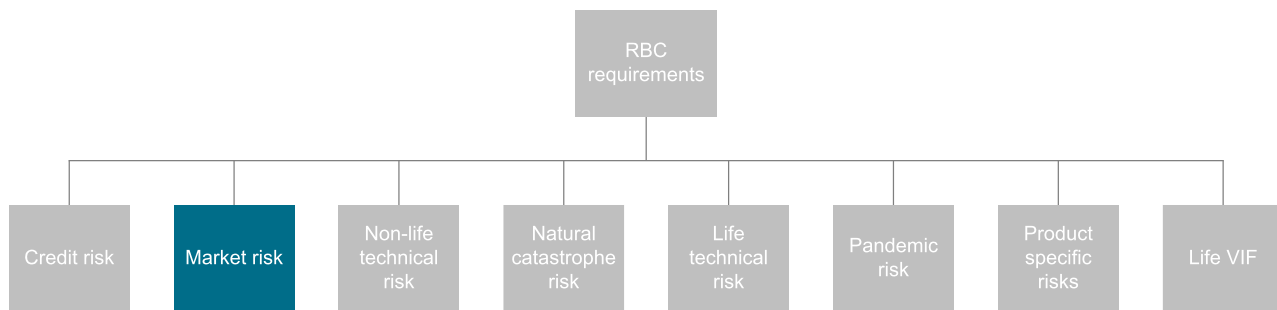 RBC
requirements
Credit risk
Market risk
Non-life
technical
risk
Natural
catastrophe
risk
Life
technical
risk
Pandemic
risk
Product
specific
risks
Life VIF